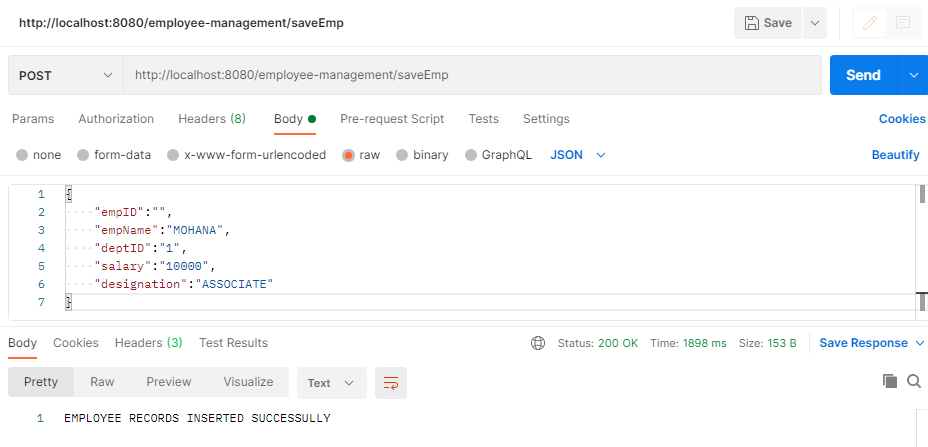 http://localhost:8080/employee-management/saveEmp Save
POST http://localhost:8080/employee-management/saveEmp Send
Params Authorization Headers (8) Body Pre-request Script Tests Settings Cookies
none form-data x-www-form-urlencoded raw binary GraphQL JSON Beautify
1 {
2 "empID":"",
3 "empName":"MOHANA",
4 "deptID":"1",
5 "salary":"10000",
6 "designation":"ASSOCIATE"
7 }
Body Cookies Headers (3) Test Results Status: 200 OK Time: 1898 ms Size: 153 B Save Response
Pretty Raw Preview Visualize Text
1 EMPLOYEE RECORDS INSERTED SUCCESSULLY